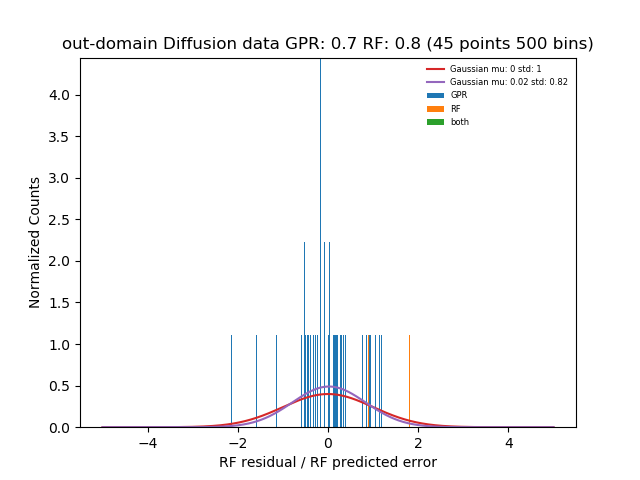 out-domain Diffusion data GPR: 0.7 RF: 0.8 (45 points 500 bins)
Gaussian mu: 0 std: 1
Gaussian mu: 0.02 std: 0.82
GPR
RF
both
Normalized Counts
4.0
3.5
3.0
2.5
2.0
1.5
1.0
0.5
0.0
−4
−2
0
2
4
RF residual / RF predicted error